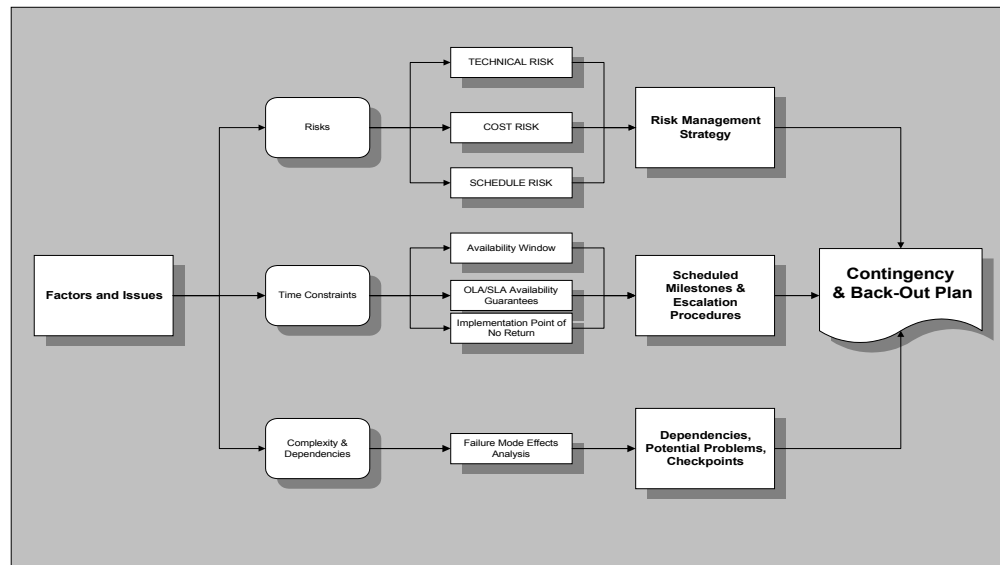 Factors and Issues
Risks
TECHNICAL RISK
COST RISK
SCHEDULE RISK
Risk Management
Strategy
Time Constraints
Availability Window
OLA/SLA Availability
Guarantees
Implementation Point of
No Return
Scheduled
Milestones &
Escalation
Procedures
Complexity &
Dependencies
Failure Mode Effects
Analysis
Dependencies,
Potential Problems,
Checkpoints
Contingency
& Back-Out Plan